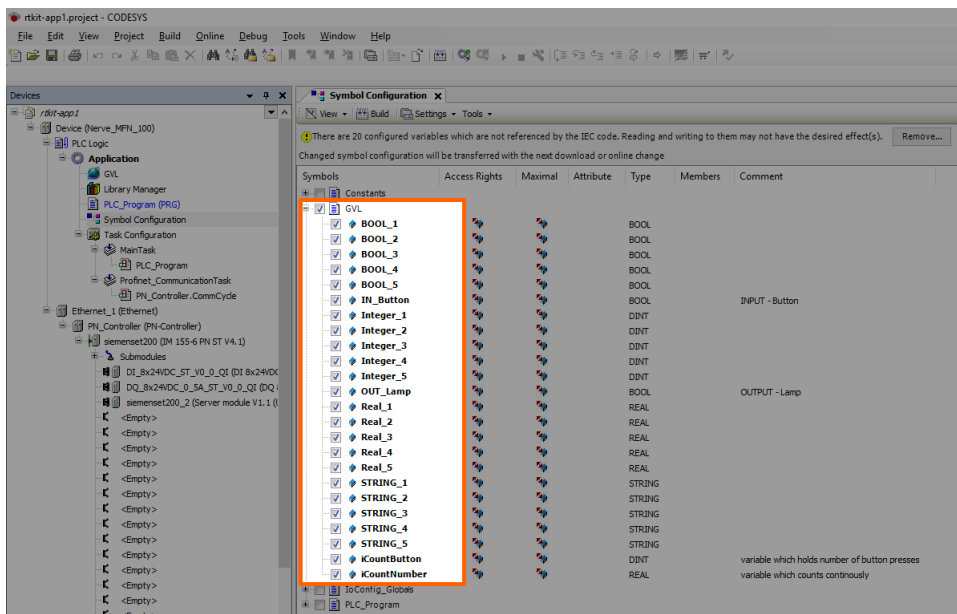 rtkit-app1.project - CODESYS
File Edit View Project Build Online Debug Tools Window Help
Devices
rtkit-app1
Device (Nerve_MFN_100)
PLC Logic
Application
GVL
Library Manager
PLC_Program (PRG)
Symbol Configuration
Task Configuration
MainTask
PLC_Program
Profinet_CommunicationTask
PN_Controller.CommCycle
Ethernet_1 (Ethernet)
PN_Controller (PN-Controller)
siemenset200 (IM 155-6 PN ST V4.1)
Submodules
DI_8x24VDC_ST_V0_0_QI (DI 8x24VDC
DQ_8x24VDC_0_5A_ST_V0_0_QI (DQ
siemenset200_2 (Server module V1.1 (
<Empty>
<Empty>
<Empty>
<Empty>
<Empty>
<Empty>
<Empty>
<Empty>
<Empty>
<Empty>
<Empty>
<Empty>
<Empty>
Symbol Configuration
View Build Settings Tools
There are 20 configured variables which are not referenced by the IEC code. Reading and writing to them may not have the desired effect(s). Remove...
Changed symbol configuration will be transferred with the next download or online change
Symbols Access Rights Maximal Attribute Type Members Comment
Constants
GVL
BOOL_1 BOOL
BOOL_2 BOOL
BOOL_3 BOOL
BOOL_4 BOOL
BOOL_5 BOOL
IN_Button BOOL INPUT - Button
Integer_1 DINT
Integer_2 DINT
Integer_3 DINT
Integer_4 DINT
Integer_5 DINT
OUT_Lamp BOOL OUTPUT - Lamp
Real_1 REAL
Real_2 REAL
Real_3 REAL
Real_4 REAL
Real_5 REAL
STRING_1 STRING
STRING_2 STRING
STRING_3 STRING
STRING_4 STRING
STRING_5 STRING
iCountButton DINT variable which holds number of button presses
iCountNumber REAL variable which counts continously
IoConfig_Globals
PLC_Program